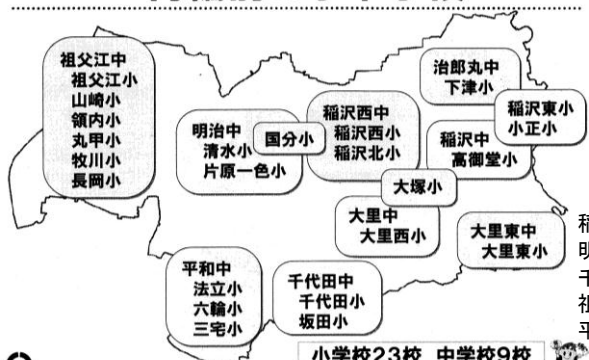 祖父江中
祖父江小
山崎小
領内小
丸甲小
牧川小
長岡小
明治中
清水小
片原一色小
国分小
稲沢西中
稲沢西小
稲沢北小
治郎丸中
下津小
稲沢東小
小正小
稲沢中
高御堂小
大塚小
大里中
大里西小
大里東中
大里東小
平和中
法立小
六輪小
三宅小
千代田中
千代田小
坂田小
小学校23校 中学校9校
稲
明
千
祖
平